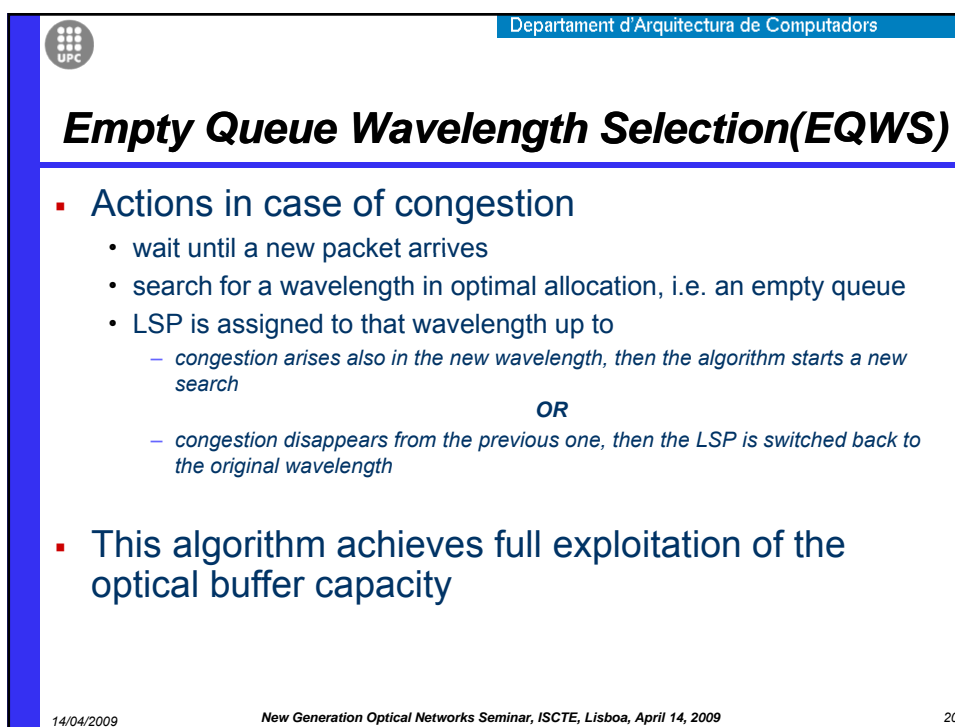 Departament d'Arquitectura de Computadors
UPC
Empty Queue Wavelength Selection(EQWS)
▪ Actions in case of congestion
• wait until a new packet arrives
• search for a wavelength in optimal allocation, i.e. an empty queue
• LSP is assigned to that wavelength up to
– congestion arises also in the new wavelength, then the algorithm starts a new
search
OR
– congestion disappears from the previous one, then the LSP is switched back to
the original wavelength
▪ This algorithm achieves full exploitation of the
optical buffer capacity
14/04/2009
New Generation Optical Networks Seminar, ISCTE, Lisboa, April 14, 2009